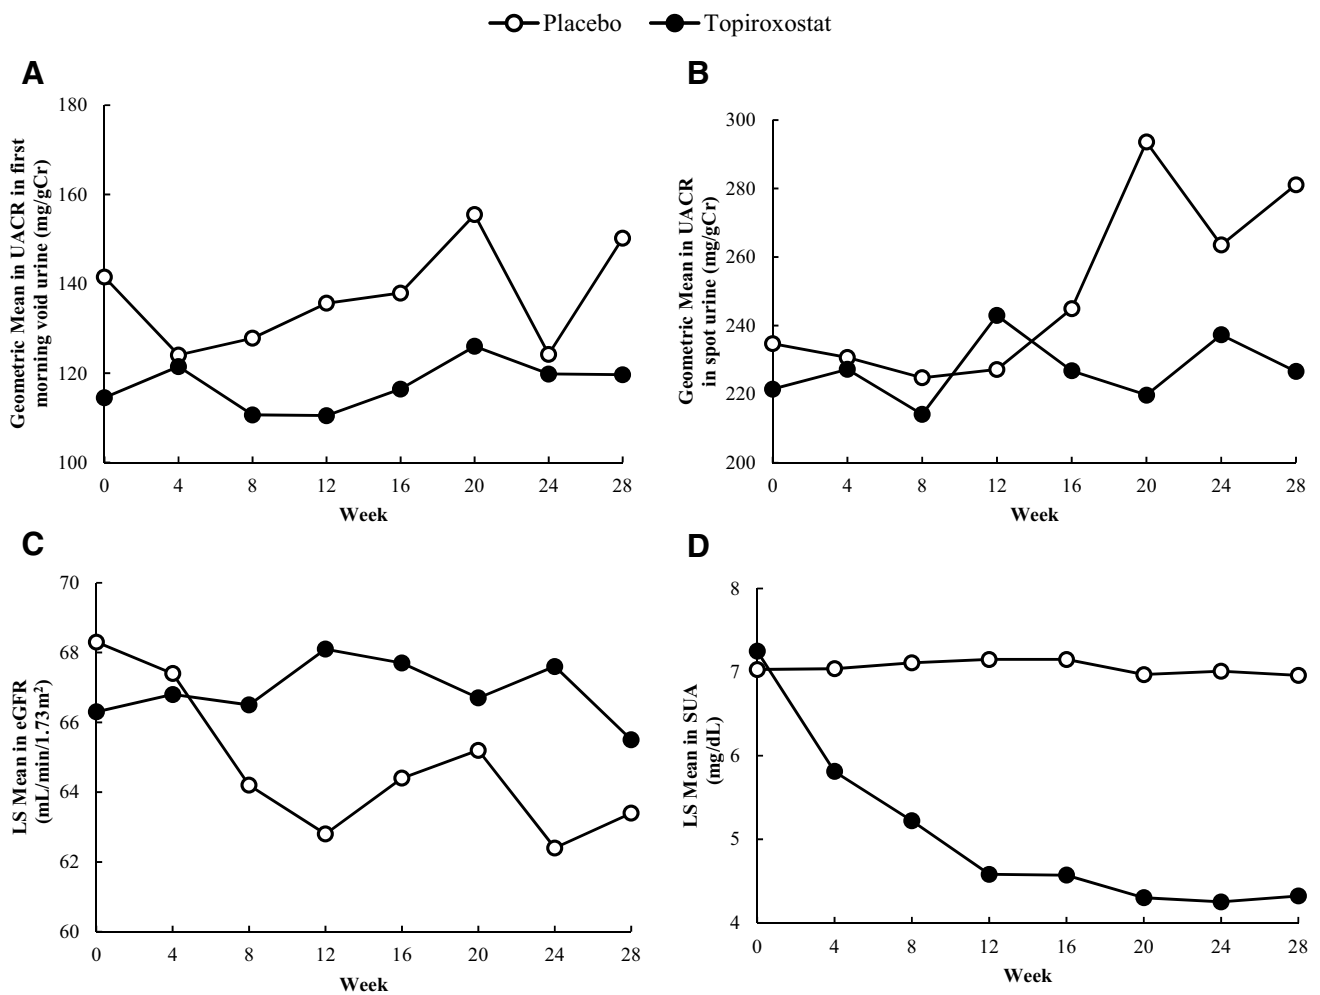 Placebo Topiroxostat
A
Geometric Mean in UACR in first
morning void urine (mg/gCr)
180
160
140
120
100
0 4 8 12 16 20 24 28
Week
B
Geometric Mean in UACR
in spot urine (mg/gCr)
300
280
260
240
220
200
0 4 8 12 16 20 24 28
Week
C
LS Mean in eGFR
(mL/min/1.73m²)
70
68
66
64
62
60
0 4 8 12 16 20 24 28
Week
D
LS Mean in SUA
(mg/dL)
8
7
6
5
4
0 4 8 12 16 20 24 28
Week